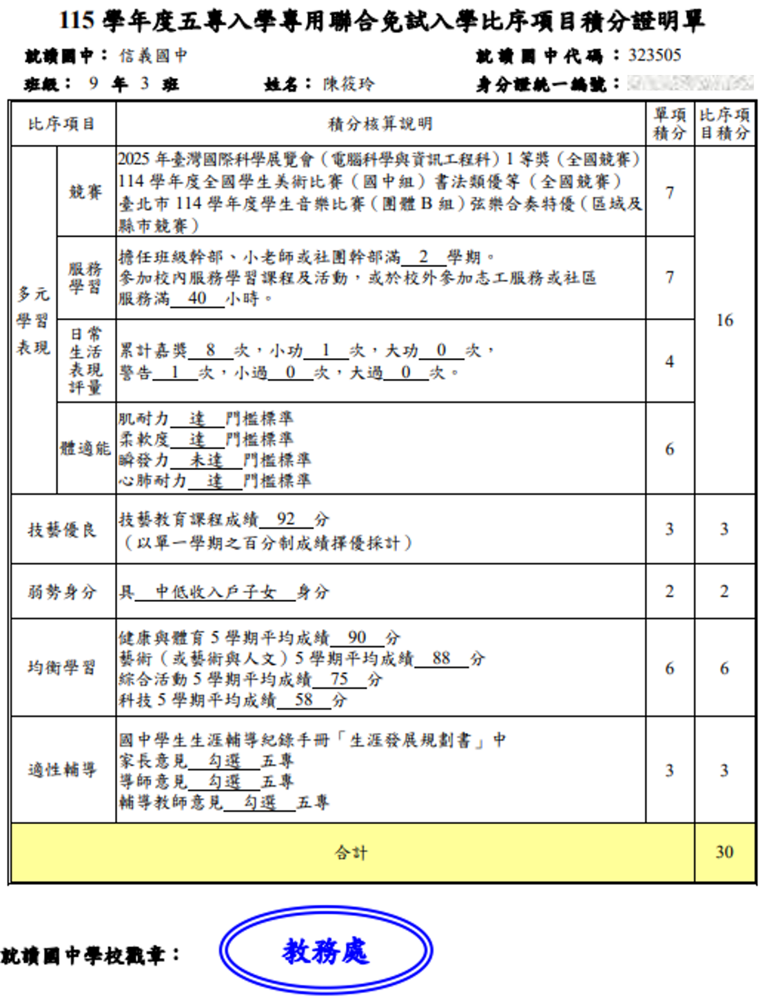 115 學年度五專入學專用聯合免試入學比序項目積分證明單
就讀國中：信義國中 就讀國中代碼：323505
班級：9 年 3 班 姓名：陳筱玲 身分證統一編號：
比序項目 積分核算說明 單項積分 比序項目積分
多元學習表現
競賽
2025 年臺灣國際科學展覽會（電腦科學與資訊工程科）1 等獎（全國競賽）
114 學年度全國學生美術比賽（國中組）書法類優等（全國競賽）
臺北市 114 學年度學生音樂比賽（團體 B 組）弦樂合奏特優（區域及
縣市競賽）
7
16
服務學習
擔任班級幹部、小老師或社團幹部滿 2 學期。
參加校內服務學習課程及活動，或於校外參加志工服務或社區
服務滿 40 小時。
7
日常生活表現評量
累計嘉獎 8 次，小功 1 次，大功 0 次，
警告 1 次，小過 0 次，大過 0 次。
4
體適能
肌耐力 達 門檻標準
柔軟度 達 門檻標準
瞬發力 未達 門檻標準
心肺耐力 達 門檻標準
6
技藝優良
技藝教育課程成績 92 分
（以單一學期之百分制成績擇優採計）
3 3
弱勢身分 具 中低收入戶子女 身分 2 2
均衡學習
健康與體育 5 學期平均成績 90 分
藝術（或藝術與人文）5 學期平均成績 88 分
綜合活動 5 學期平均成績 75 分
科技 5 學期平均成績 58 分
6 6
適性輔導
國中學生生涯輔導紀錄手冊「生涯發展規劃書」中
家長意見 勾選 五專
導師意見 勾選 五專
輔導教師意見 勾選 五專
3 3
合計 30
就讀國中學校戳章：
教務處